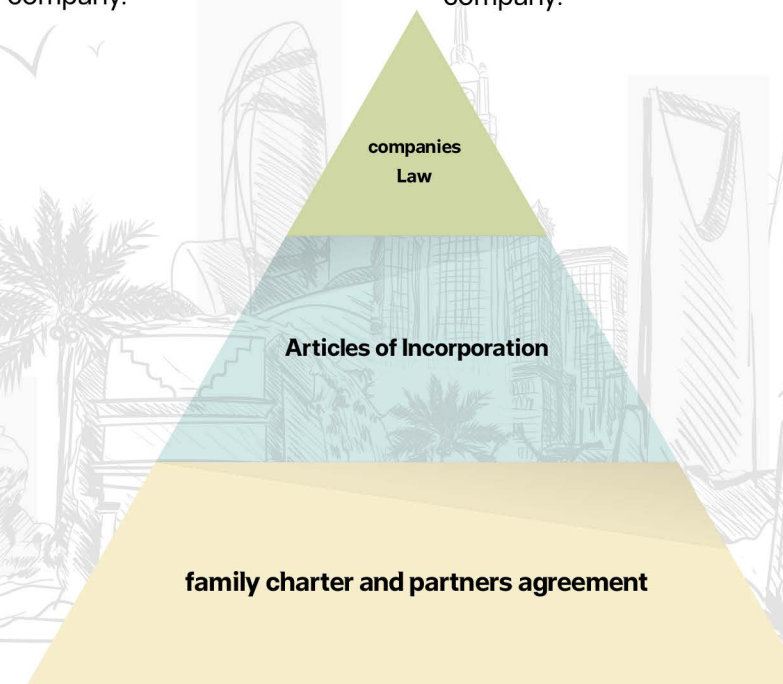 company.
company.
companies
Law
Articles of Incorporation
family charter and partners agreement